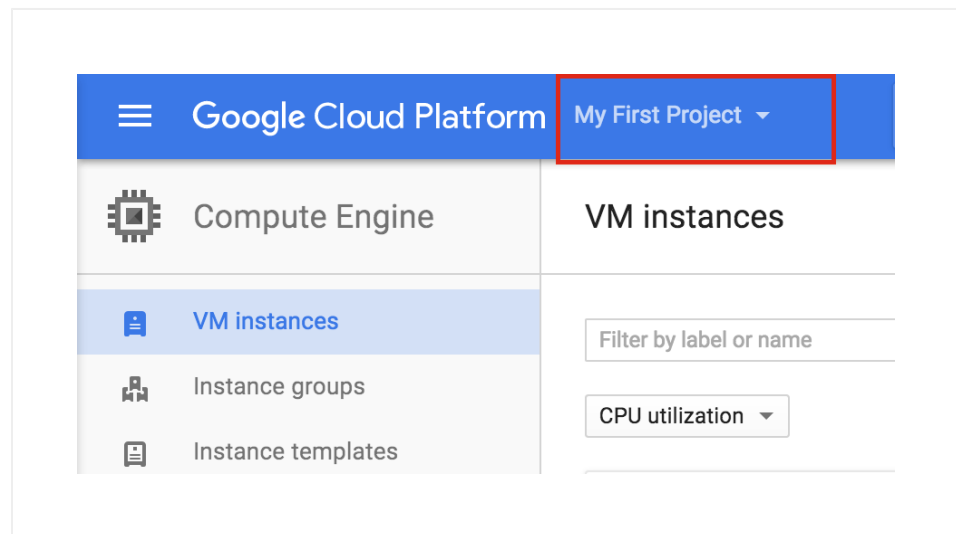 Google Cloud Platform My First Project
Compute Engine
VM instances
VM instances
Filter by label or name
Instance groups
CPU utilization
Instance templates